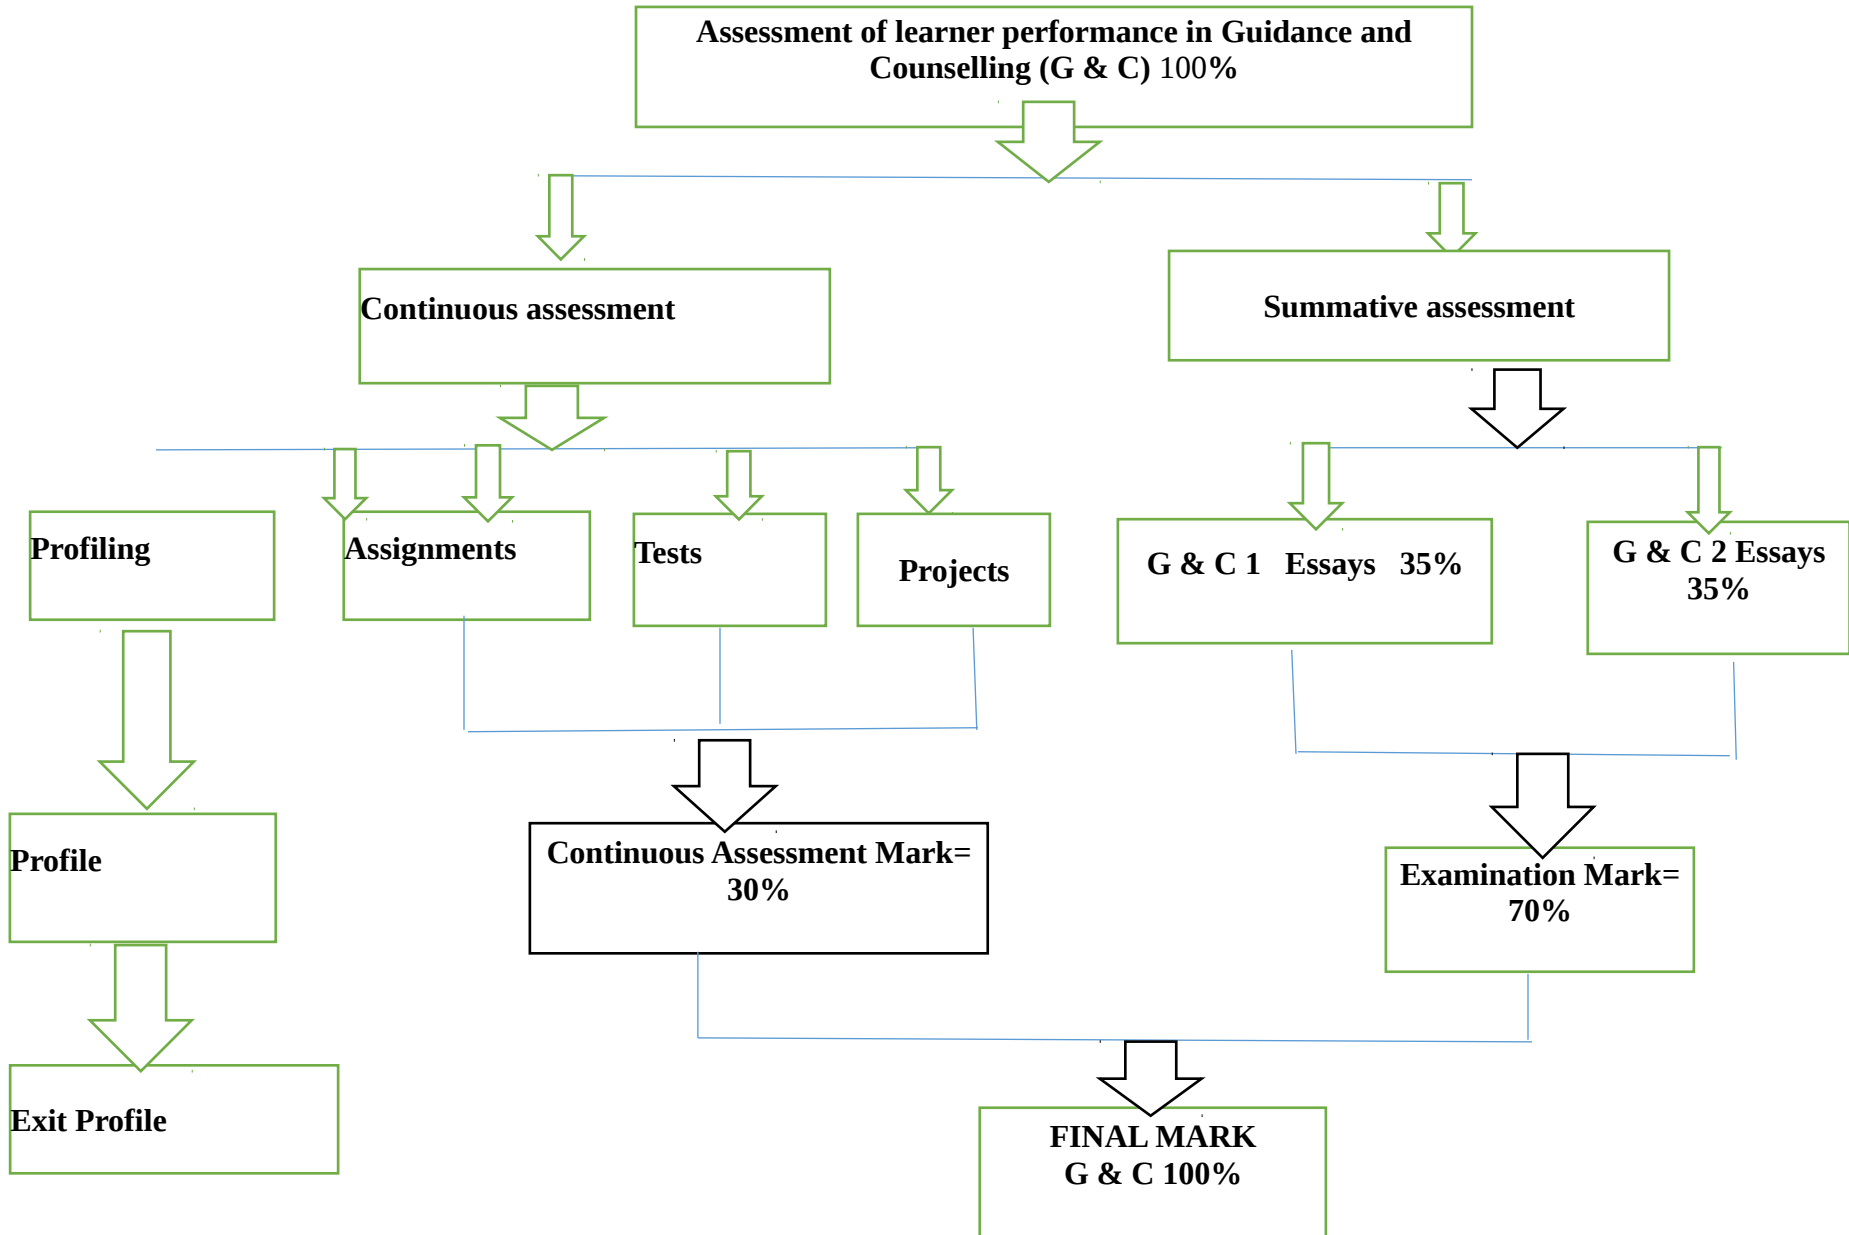 Assessment of learner performance in Guidance and
Counselling (G & C) 100%
Continuous assessment
Summative assessment
Profiling
Assignments
Tests
Projects
G & C 1 Essays 35%
G & C 2 Essays
35%
Profile
Continuous Assessment Mark=
30%
Examination Mark=
70%
Exit Profile
FINAL MARK
G & C 100%